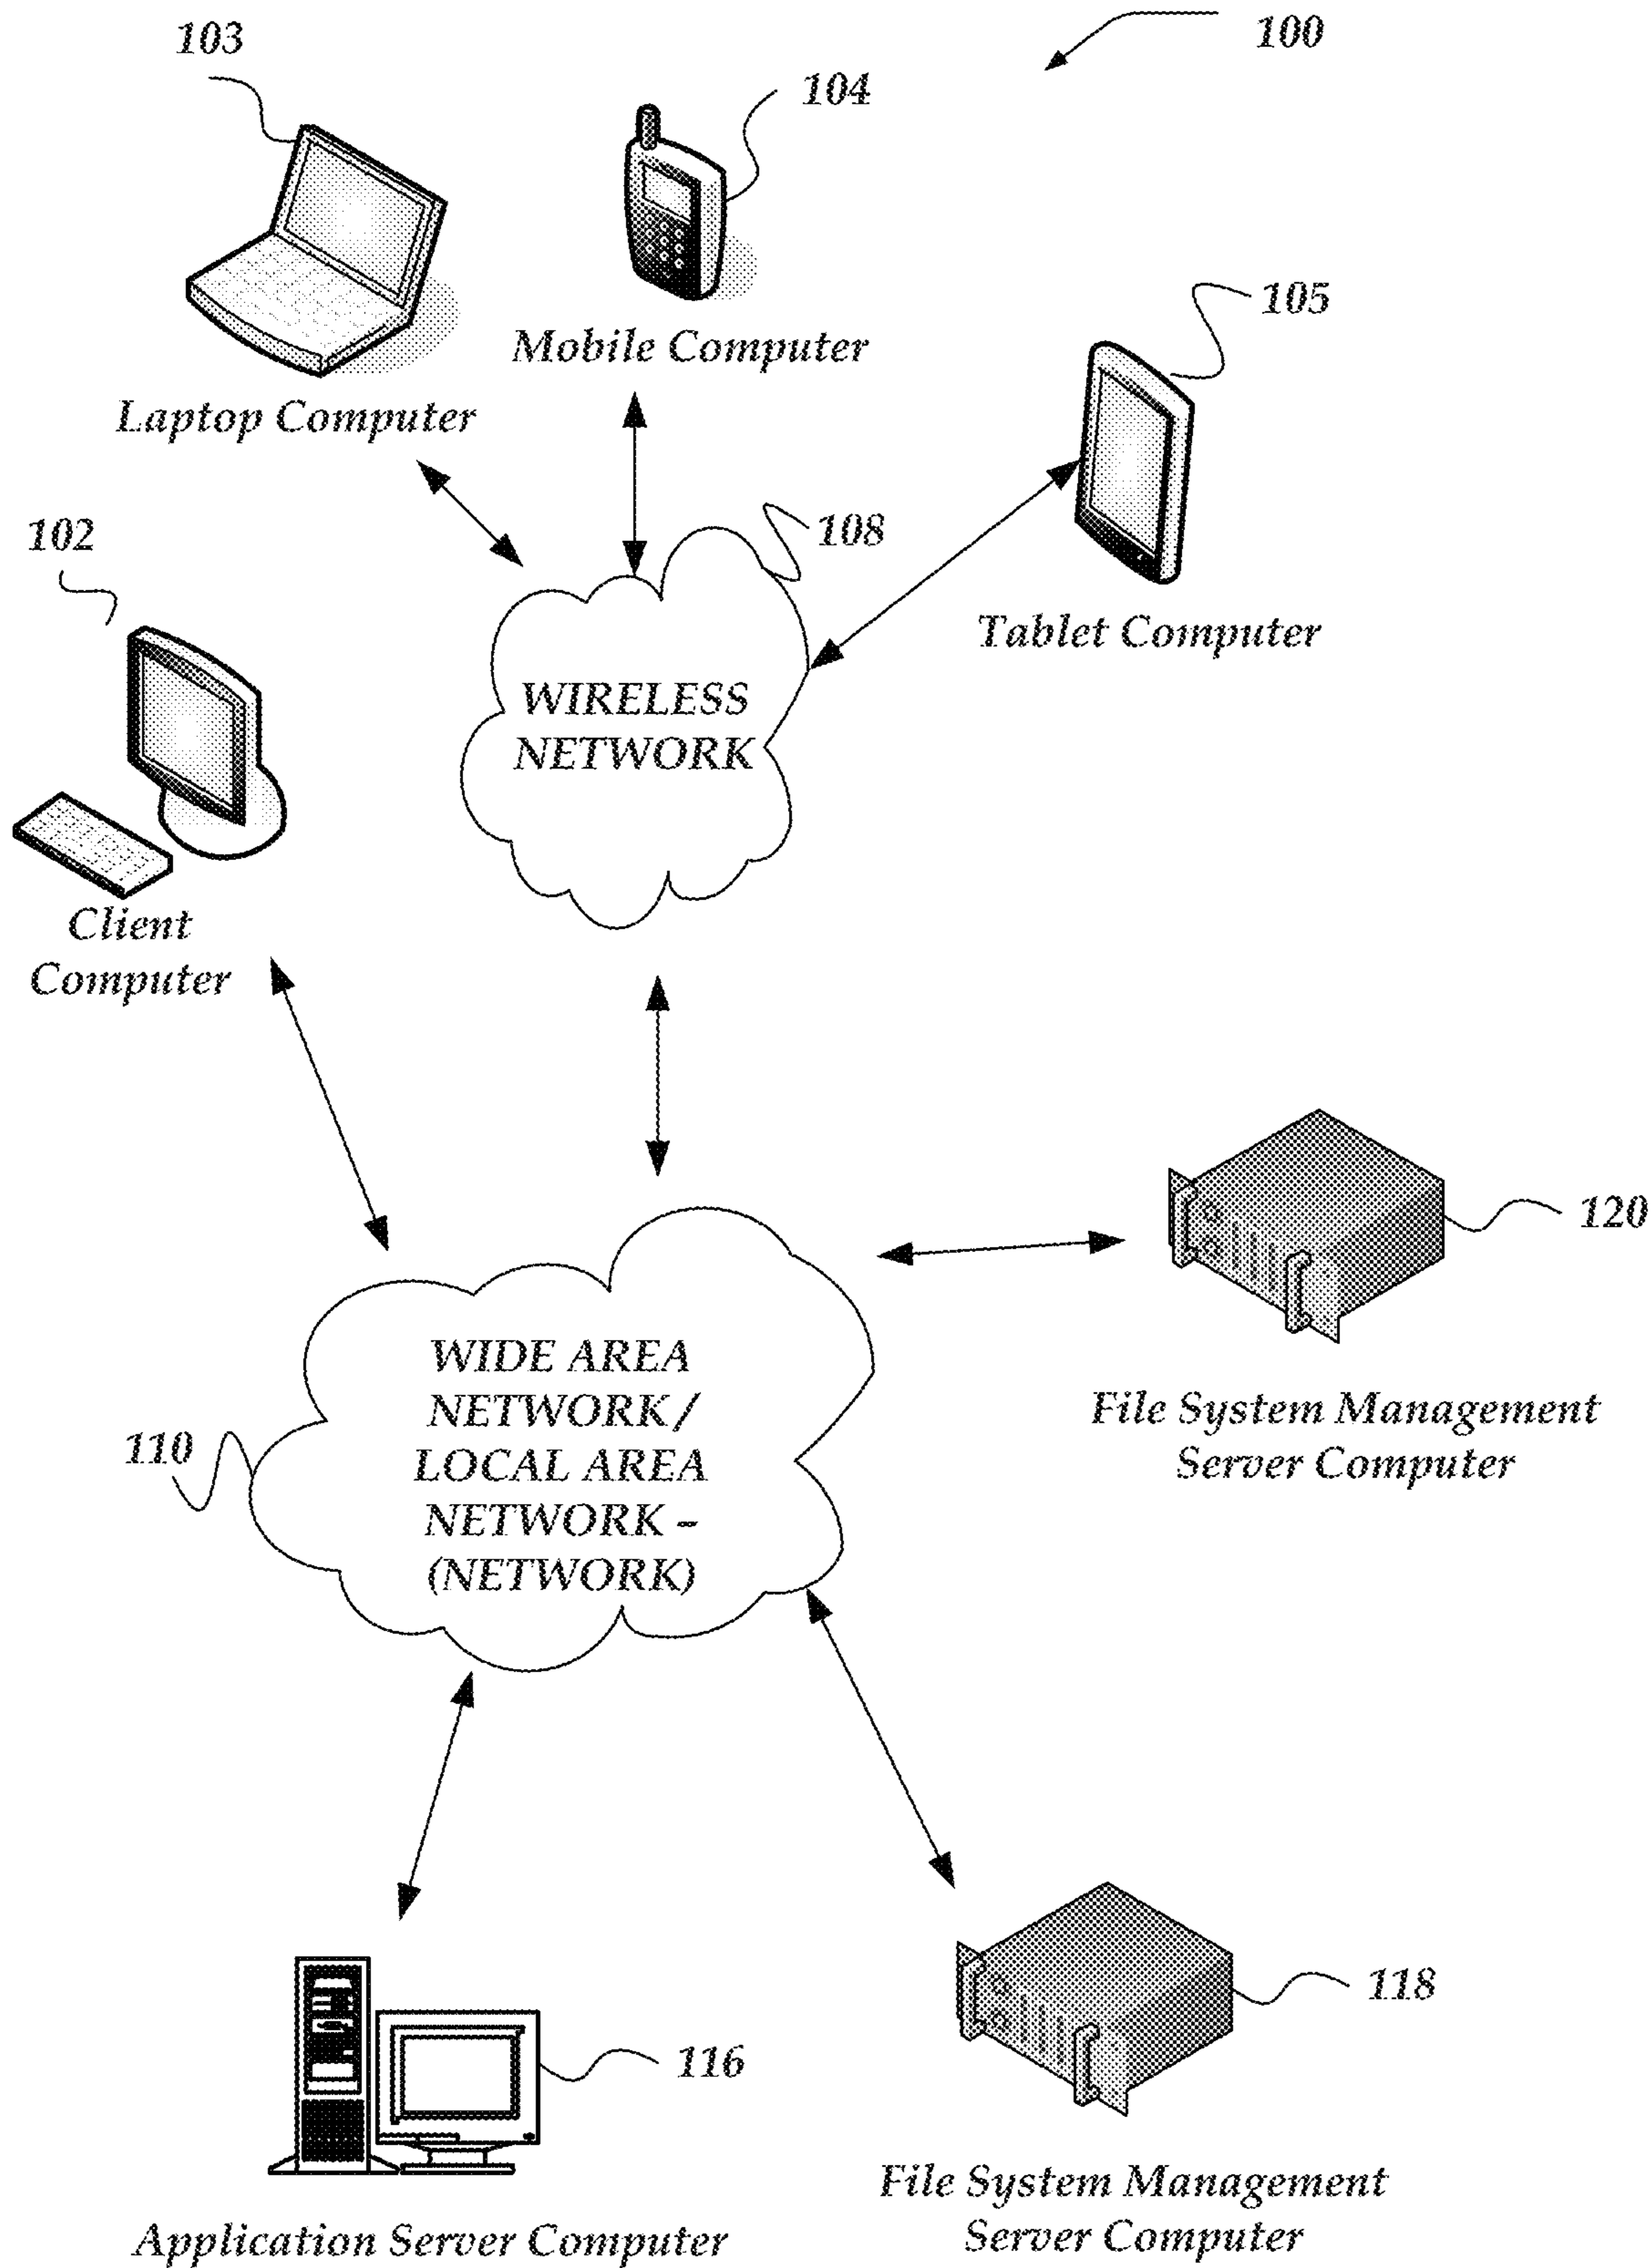 100
103
104
Mobile Computer
Laptop Computer
105
Tablet Computer
102
108
WIRELESS
NETWORK
Client
Computer
120
File System Management
Server Computer
110
WIDE AREA
NETWORK /
LOCAL AREA
NETWORK –
(NETWORK)
116
Application Server Computer
118
File System Management
Server Computer